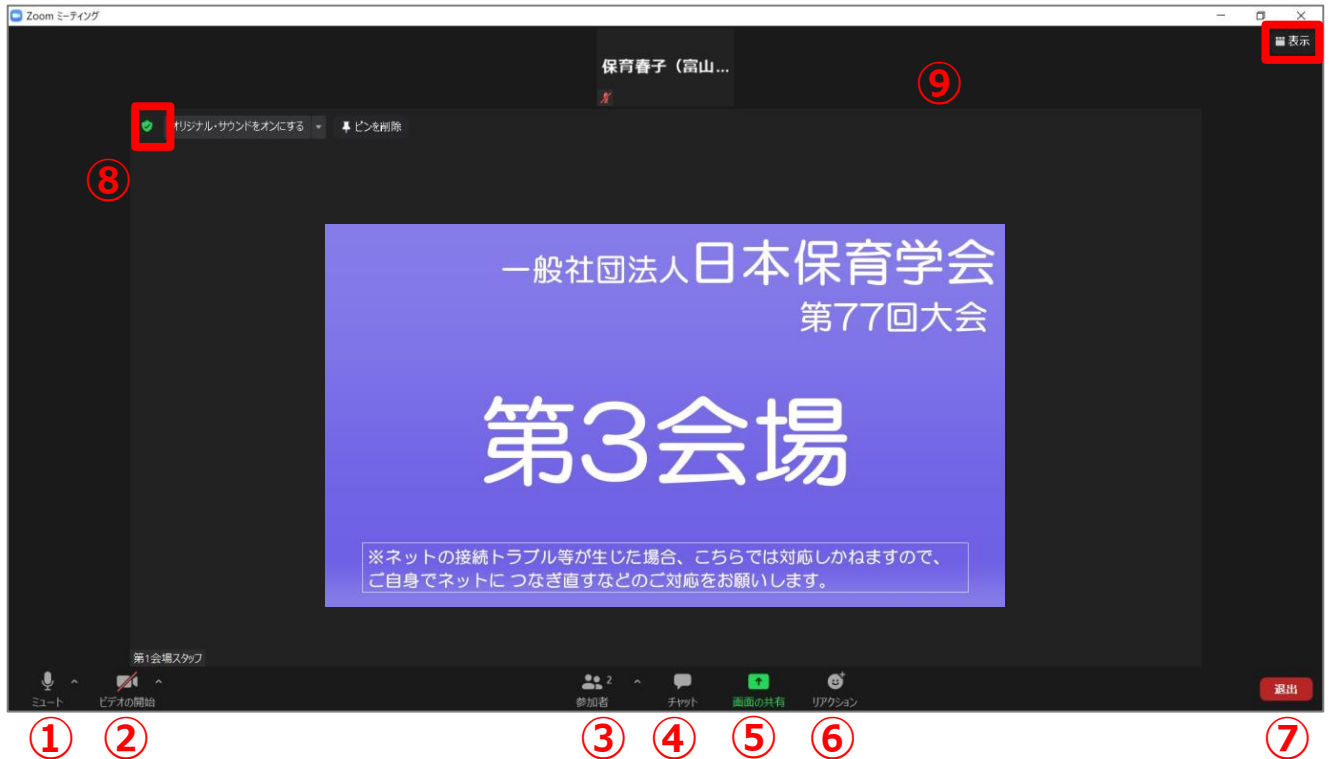 Zoom ミーティング
表示
保育春子（富山...
⑨
オリジナル・サウンドをオンにする
ピンを削除
⑧
一般社団法人日本保育学会
第77回大会
第3会場
※ネットの接続トラブル等が生じた場合、こちらでは対応しかねますので、
ご自身でネットに つなぎ直すなどのご対応をお願いします。
第1会場スタッフ
ミュート
ビデオの開始
2
参加者
チャット
画面の共有
リアクション
退出
① ② ③ ④ ⑤ ⑥ ⑦